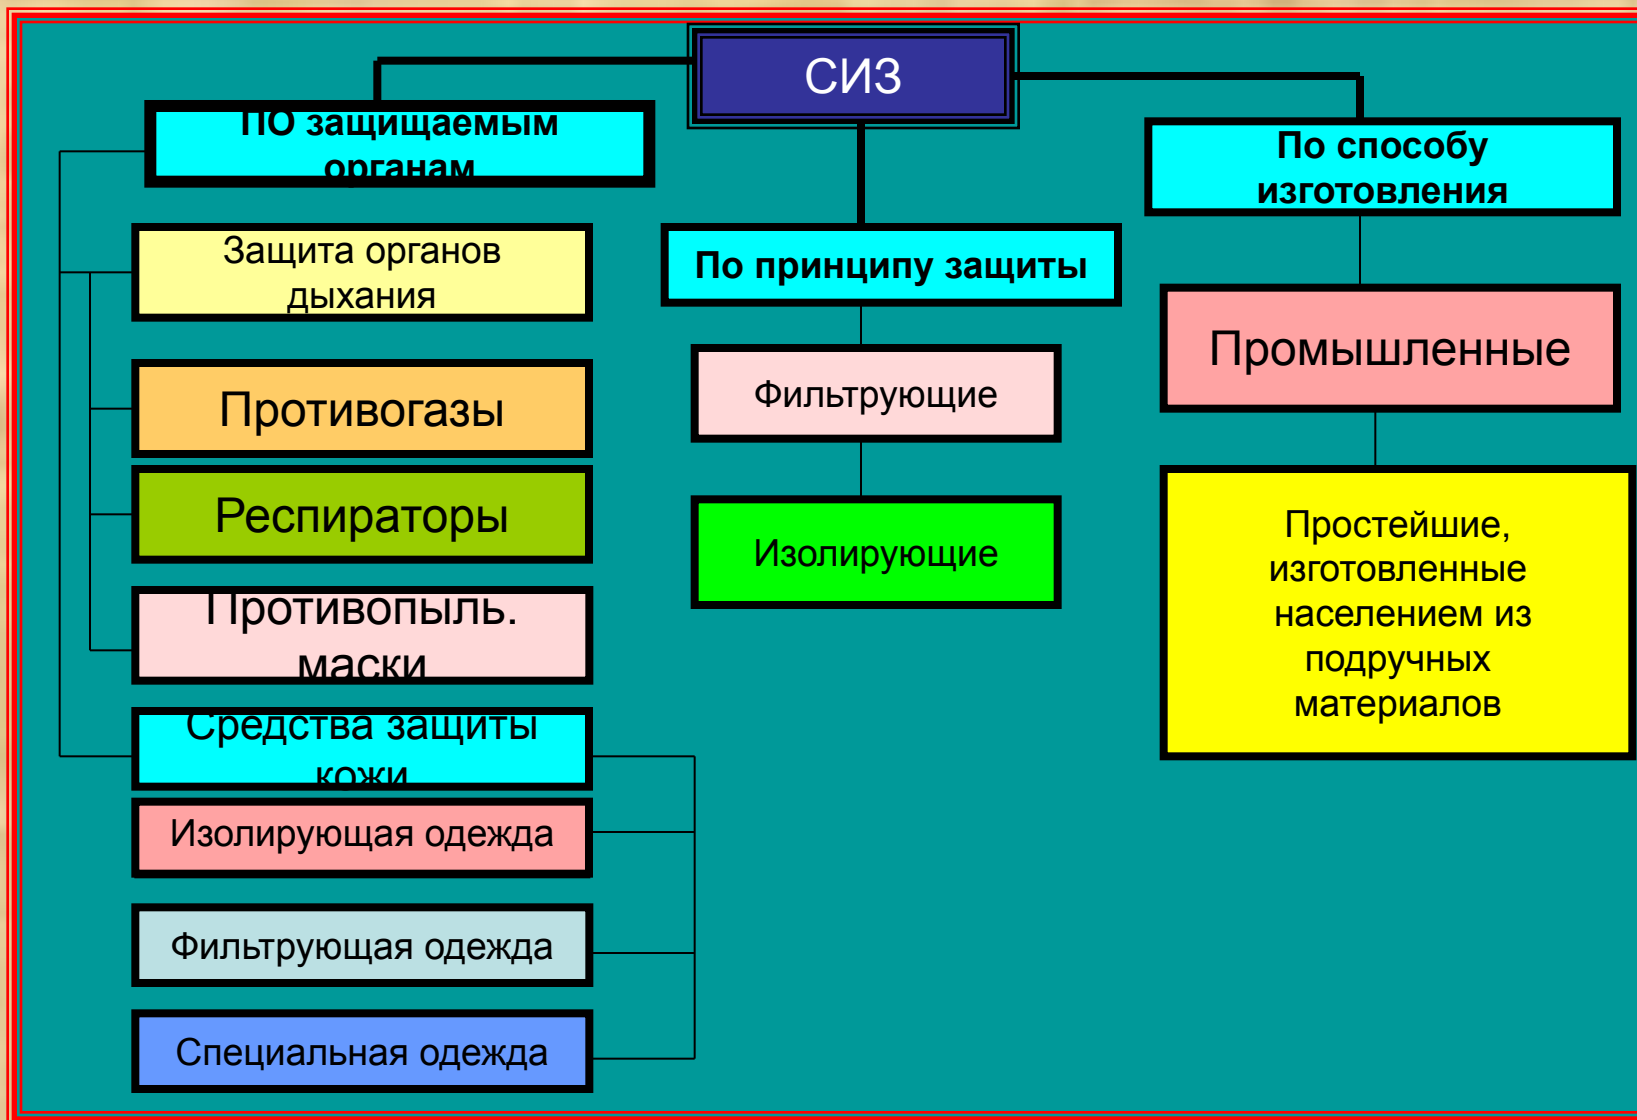 СИЗ
ПО защищаемым
органам
Защита органов
дыхания
Противогазы
Респираторы
Противопыль.
маски
Средства защиты
кожи
Изолирующая одежда
Фильтрующая одежда
Специальная одежда
По принципу защиты
Фильтрующие
Изолирующие
По способу
изготовления
Промышленные
Простейшие,
изготовленные
населением из
подручных
материалов